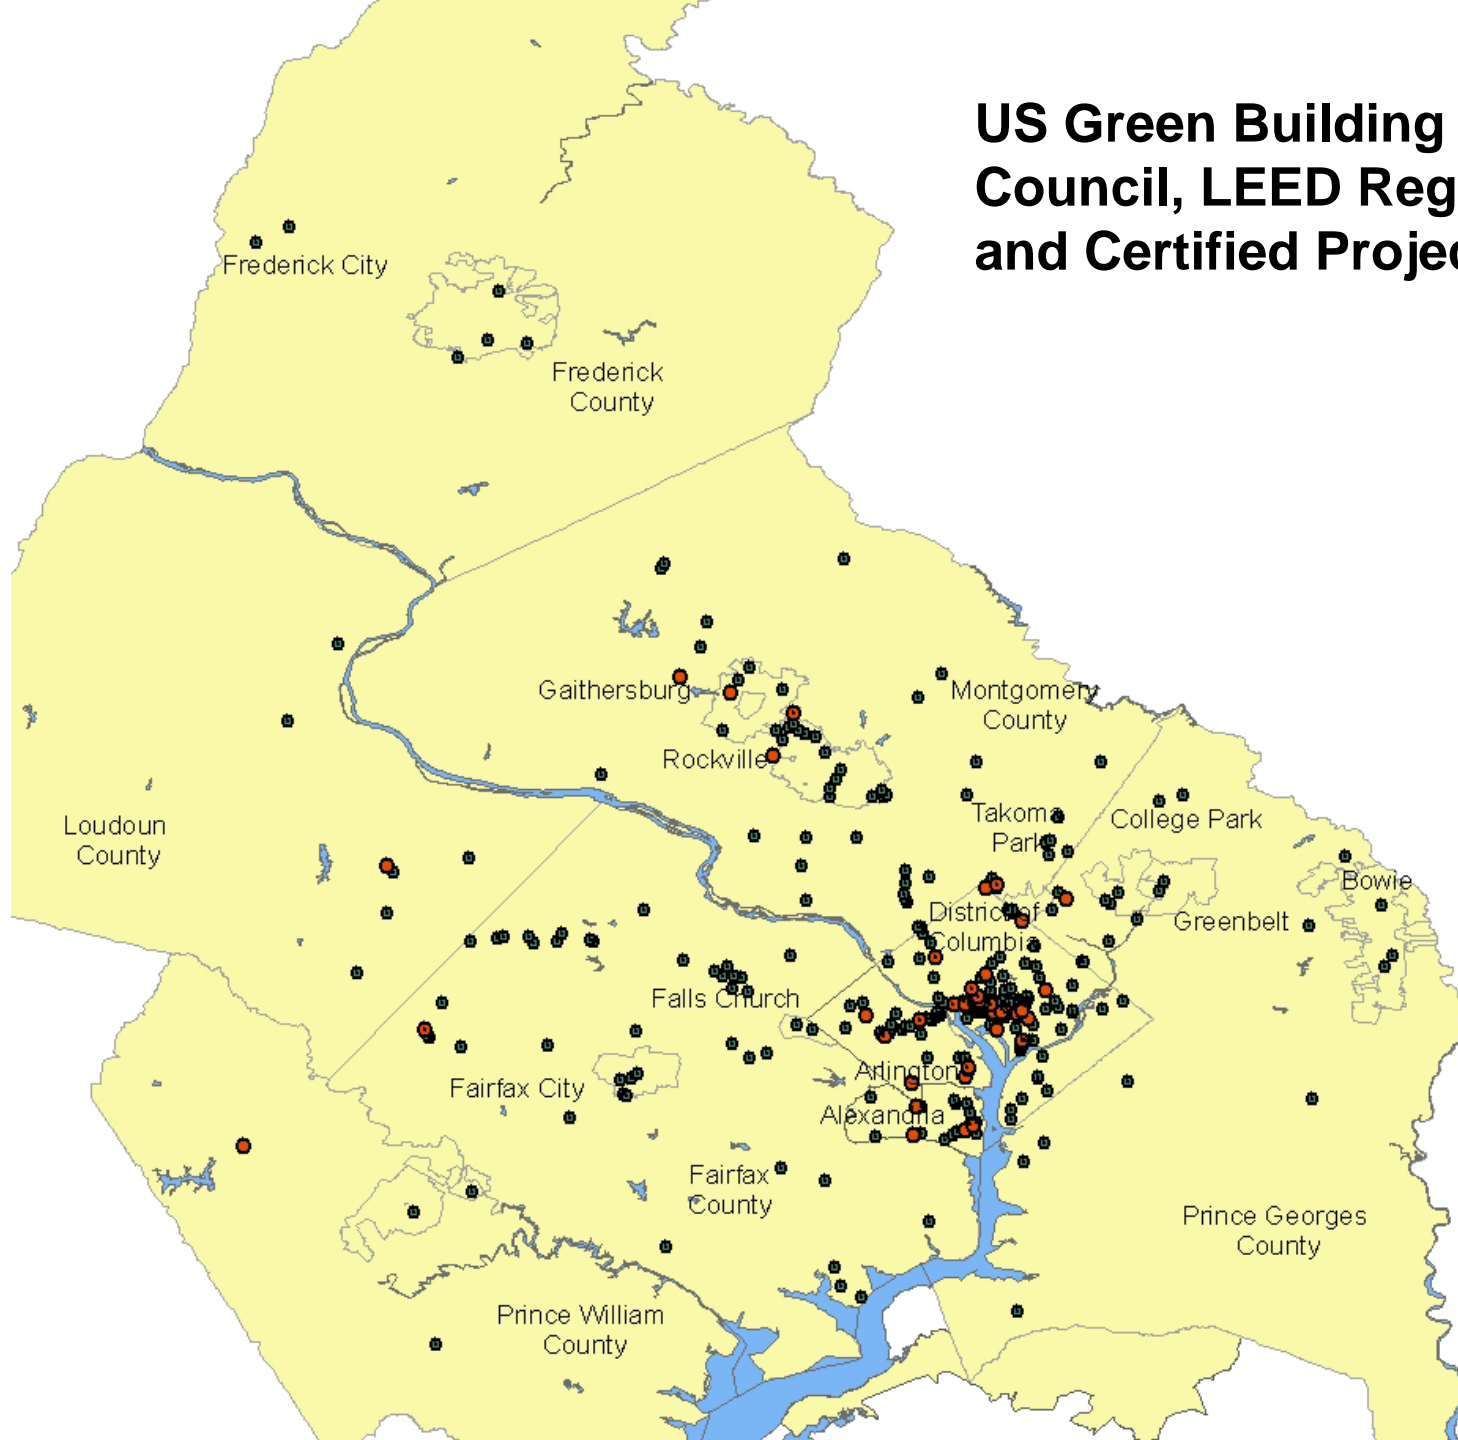 US Green Building
Council, LEED Reg
and Certified Projec
Frederick City
Frederick
County
Gaithersburg
Montgomery
County
Rockville
Takoma
Park
College Park
Loudoun
County
Bowie
District of
Columbia
Greenbelt
Falls Church
Arlington
Fairfax City
Alexandria
Fairfax
County
Prince Georges
County
Prince William
County